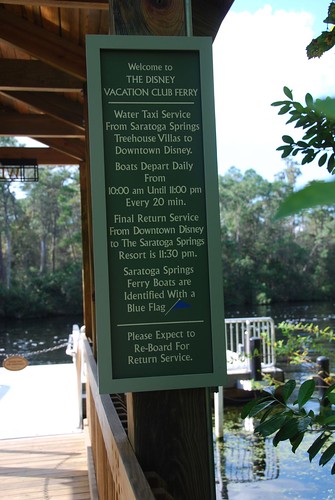 Welcome to
THE DISNEY
VACATION CLUB FERRY
Water Taxi Service
From Saratoga Springs
Treehouse Villas to
Downtown Disney.
Boats Depart Daily
From
10:00 am Until 11:00 pm
Every 20 min.
Final Return Service
From Downtown Disney
to The Saratoga Springs
Resort is 11:30 pm.
Saratoga Springs
Ferry Boats are
Identified With a
Blue Flag
Please Expect to
Re-Board For
Return Service.